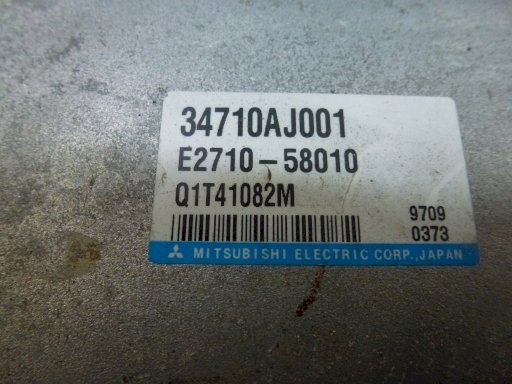 34710AJ001
E2710-58010
Q1T41082M
9709
0373
MITSUBISHI ELECTRIC CORP., JAPAN